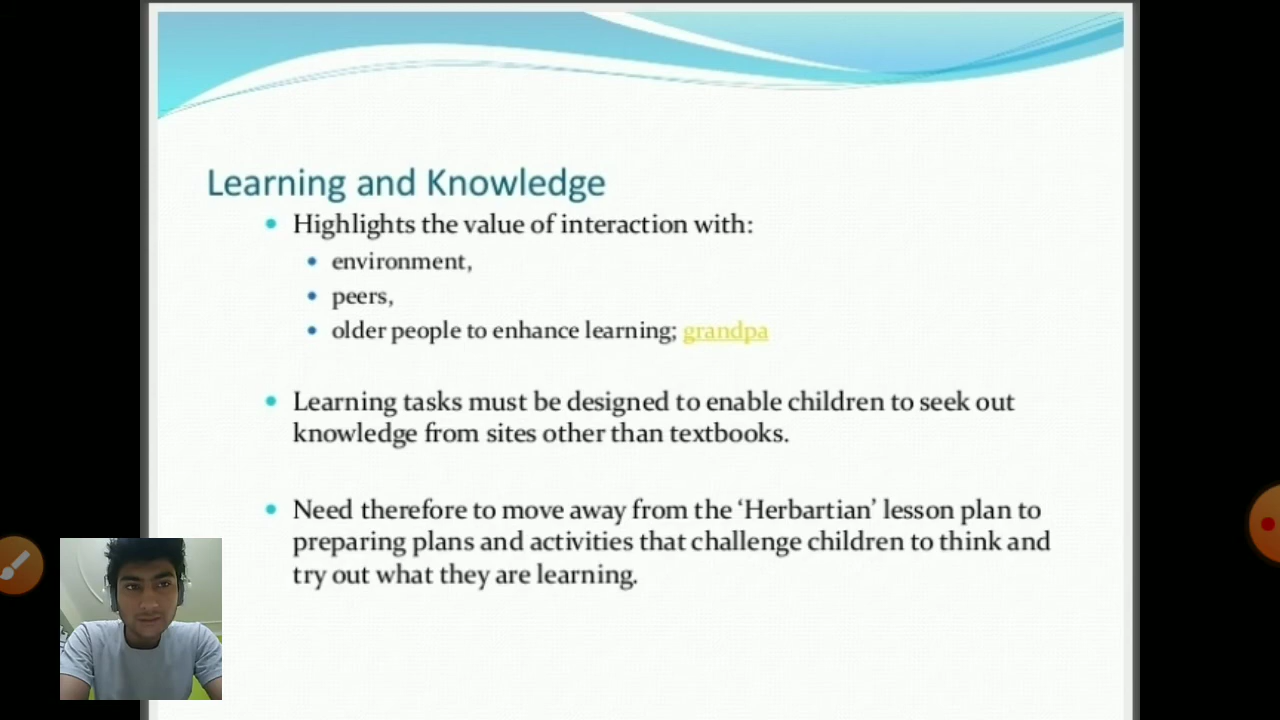 Learning and Knowledge
Highlights the value of interaction with:
environment,
peers,
older people to enhance learning; grandpa
Learning tasks must be designed to enable children to seek out
knowledge from sites other than textbooks.
Need therefore to move away from the ‘Herbartian’ lesson plan to
preparing plans and activities that challenge children to think and
try out what they are learning.